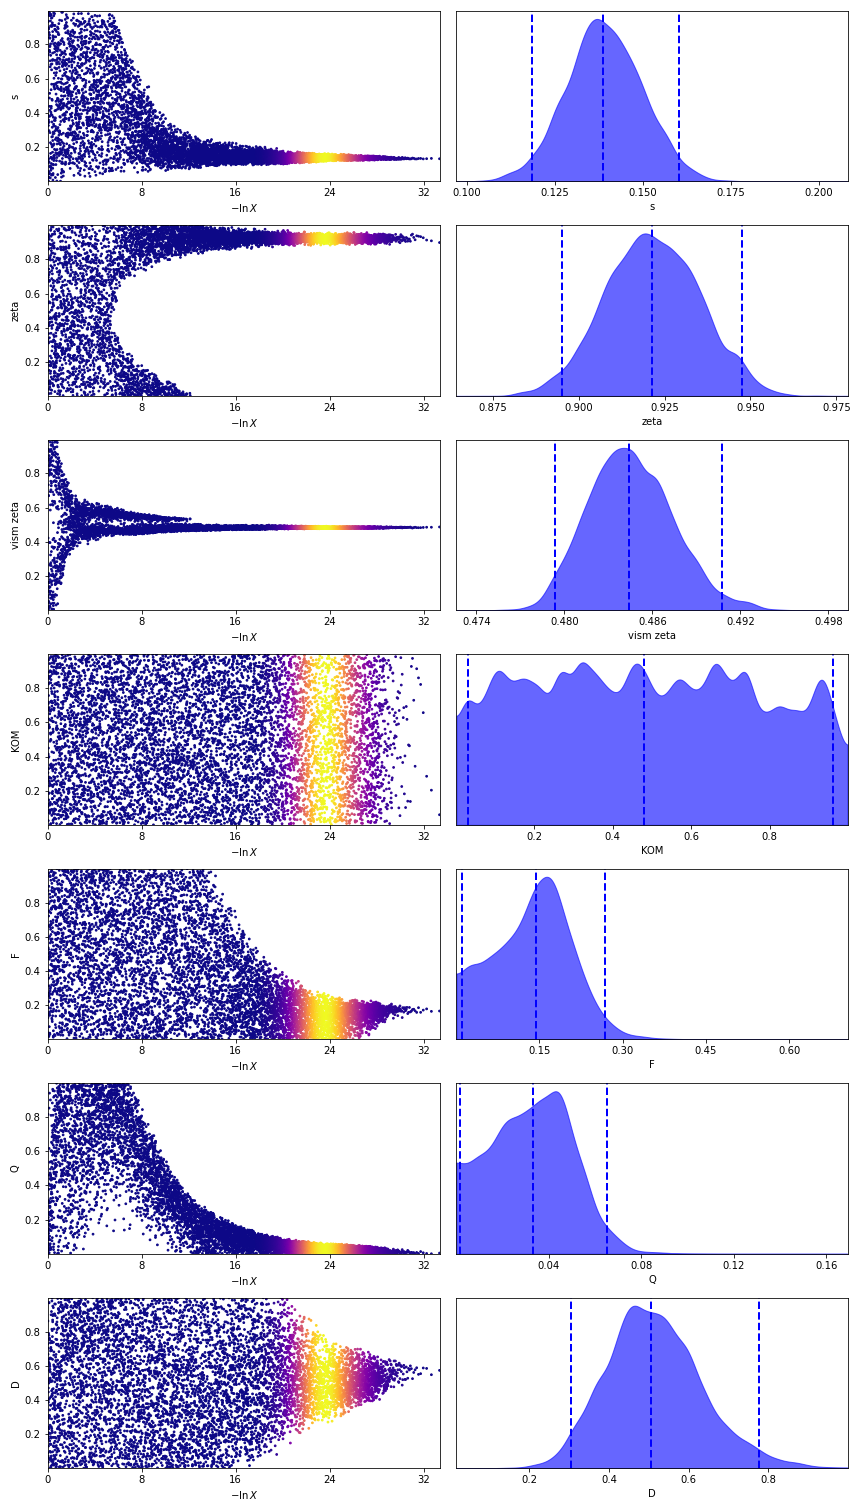 0.8
0.6
s
0.4
0.2
0 8 16 24 32
−ln X
0.100 0.125 0.150 0.175 0.200
s
0.8
0.6
zeta
0.4
0.2
0 8 16 24 32
−ln X
0.875 0.900 0.925 0.950 0.975
zeta
0.8
0.6
vism zeta
0.4
0.2
0 8 16 24 32
−ln X
0.474 0.480 0.486 0.492 0.498
vism zeta
0.8
0.6
KOM
0.4
0.2
0 8 16 24 32
−ln X
0.2 0.4 0.6 0.8
KOM
0.8
0.6
F
0.4
0.2
0 8 16 24 32
−ln X
0.15 0.30 0.45 0.60
F
0.8
0.6
Q
0.4
0.2
0 8 16 24 32
−ln X
0.04 0.08 0.12 0.16
Q
0.8
0.6
D
0.4
0.2
0 8 16 24 32
−ln X
0.2 0.4 0.6 0.8
D